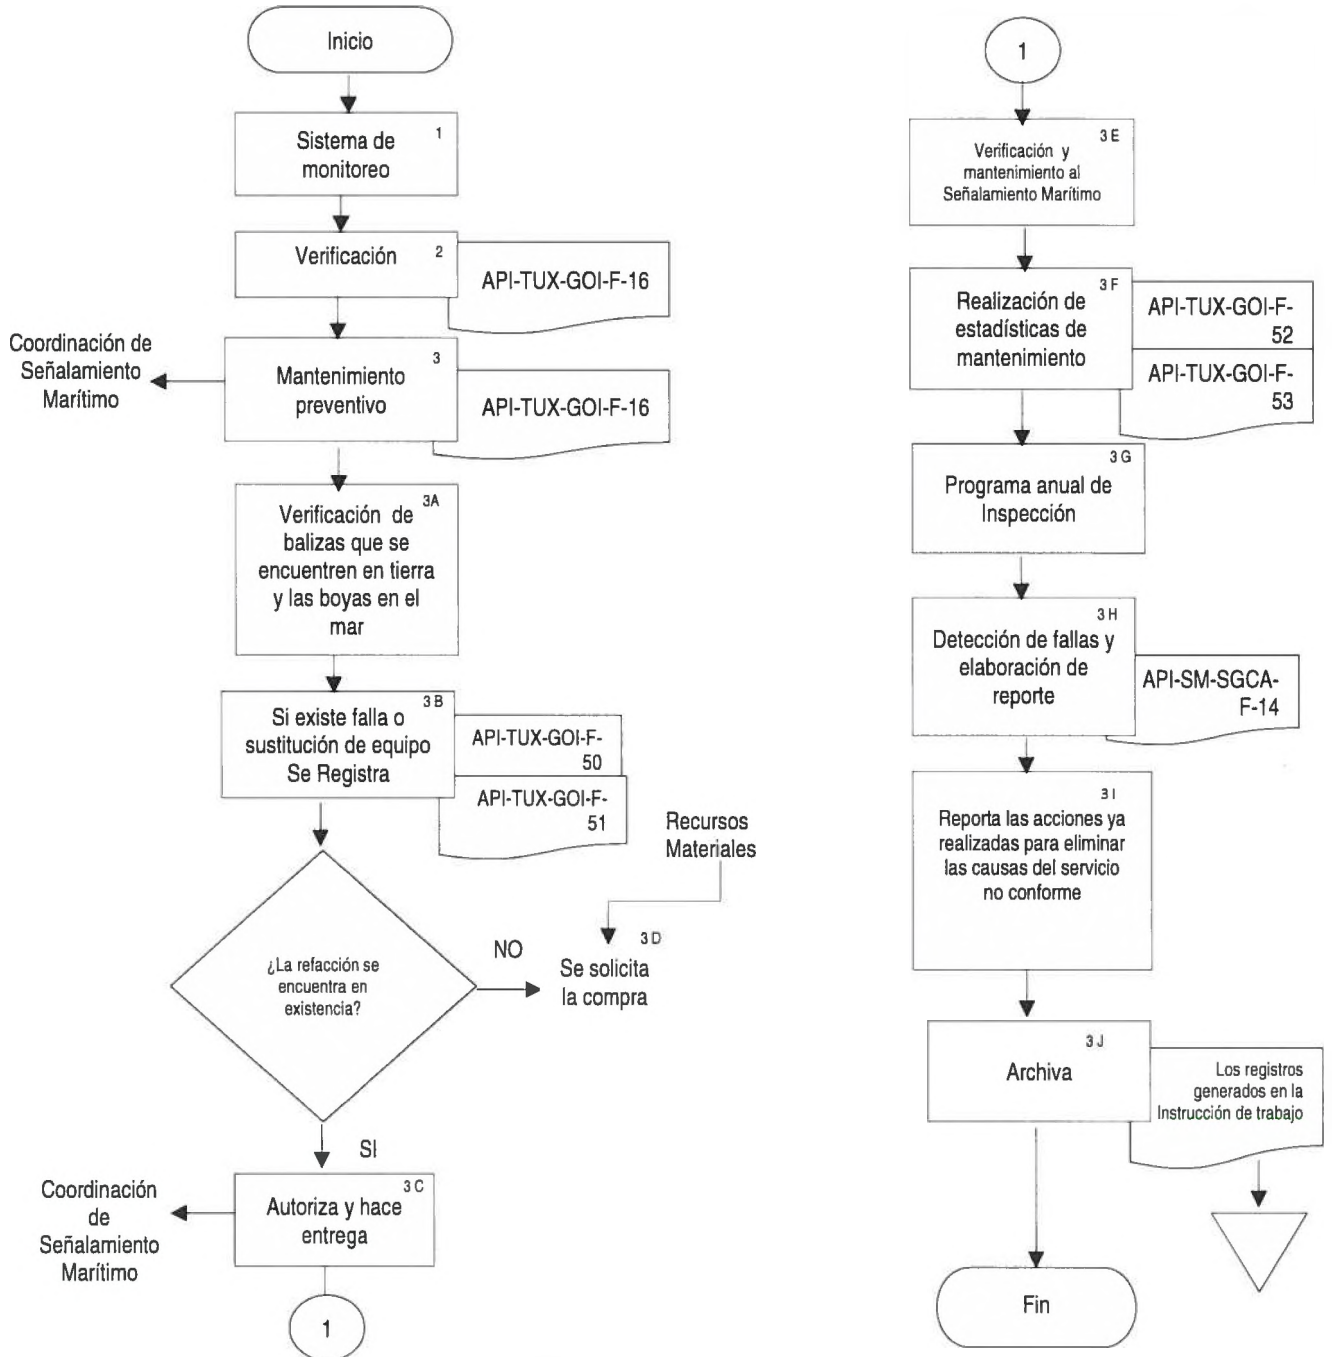 Inicio
1
Sistema de
monitoreo
2
Verificación
API-TUX-GOI-F-16
Coordinación de
Señalamiento
Marítimo
3
Mantenimiento
preventivo
API-TUX-GOI-F-16
3A
Verificación de
balizas que se
encuentren en tierra
y las boyas en el
mar
3 B
Si existe falla o
sustitución de equipo
Se Registra
API-TUX-GOI-F-
50
API-TUX-GOI-F-
51
Recursos
Materiales
¿La refacción se
encuentra en
existencia?
NO
3 D
Se solicita
la compra
SI
Coordinación
de
Señalamiento
Marítimo
3 C
Autoriza y hace
entrega
1
1
3 E
Verificación y
mantenimiento al
Señalamiento Marítimo
3 F
Realización de
estadísticas de
mantenimiento
API-TUX-GOI-F-
52
API-TUX-GOI-F-
53
3 G
Programa anual de
Inspección
3 H
Detección de fallas y
elaboración de
reporte
API-SM-SGCA-
F-14
3 I
Reporta las acciones ya
realizadas para eliminar
las causas del servicio
no conforme
3 J
Archiva
Los registros
generados en la
Instrucción de trabajo
Fin